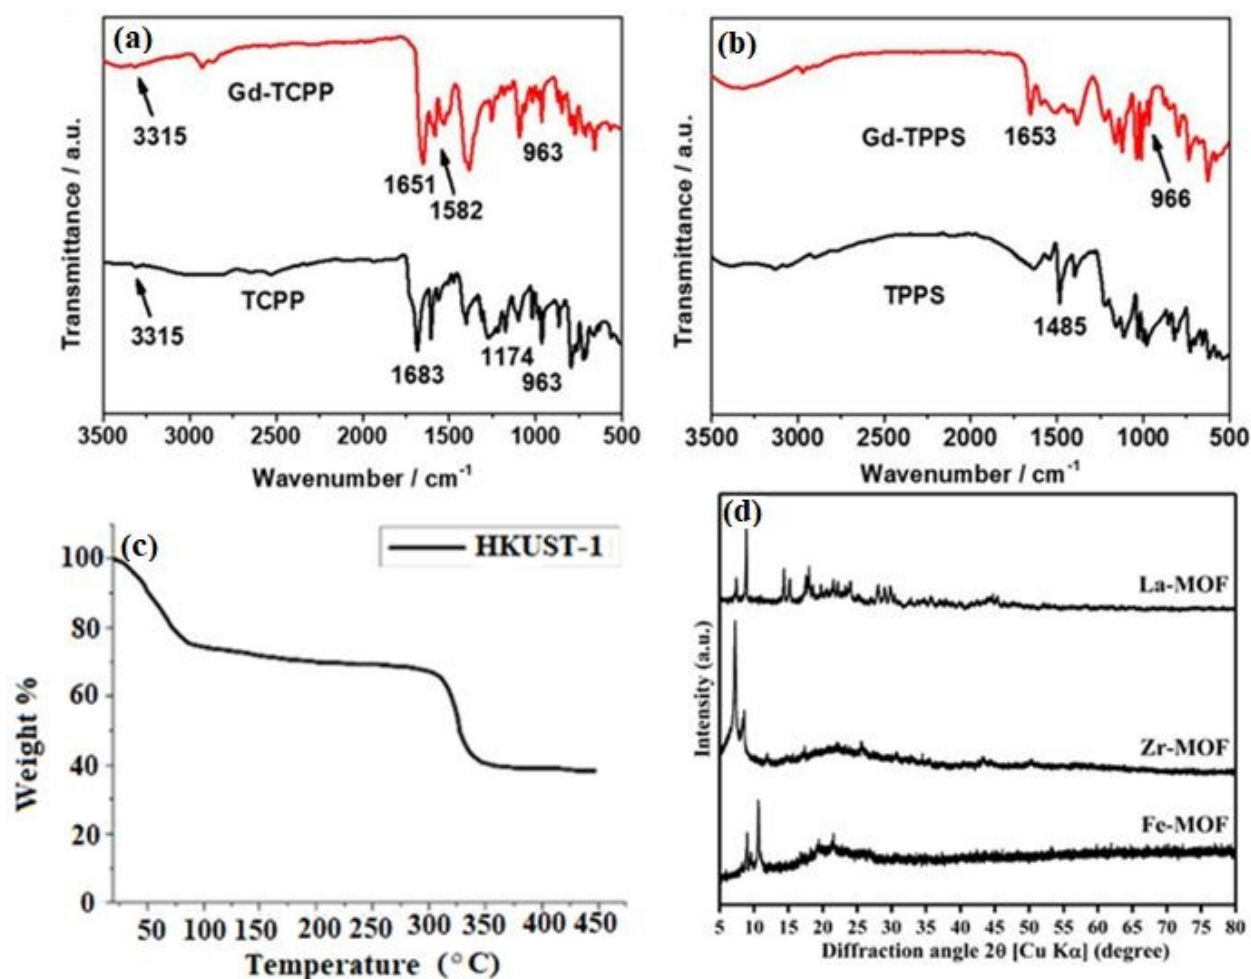 (a)
Gd-TCPP
3315
1651
1582
963
TCPP
3315
1683
1174
963
Transmittance / a.u.
3500 3000 2500 2000 1500 1000 500
Wavenumber / cm⁻¹
(b)
Gd-TPPS
1653
966
TPPS
1485
Transmittance / a.u.
3500 3000 2500 2000 1500 1000 500
Wavenumber / cm⁻¹
(c)
HKUST-1
100
80
60
40
20
0
Weight %
50 100 150 200 250 300 350 400 450
Temperature (°C)
(d)
La-MOF
Zr-MOF
Fe-MOF
Intensity (a.u.)
5 10 15 20 25 30 35 40 45 50 55 60 65 70 75 80
Diffraction angle 2θ [Cu Kα] (degree)